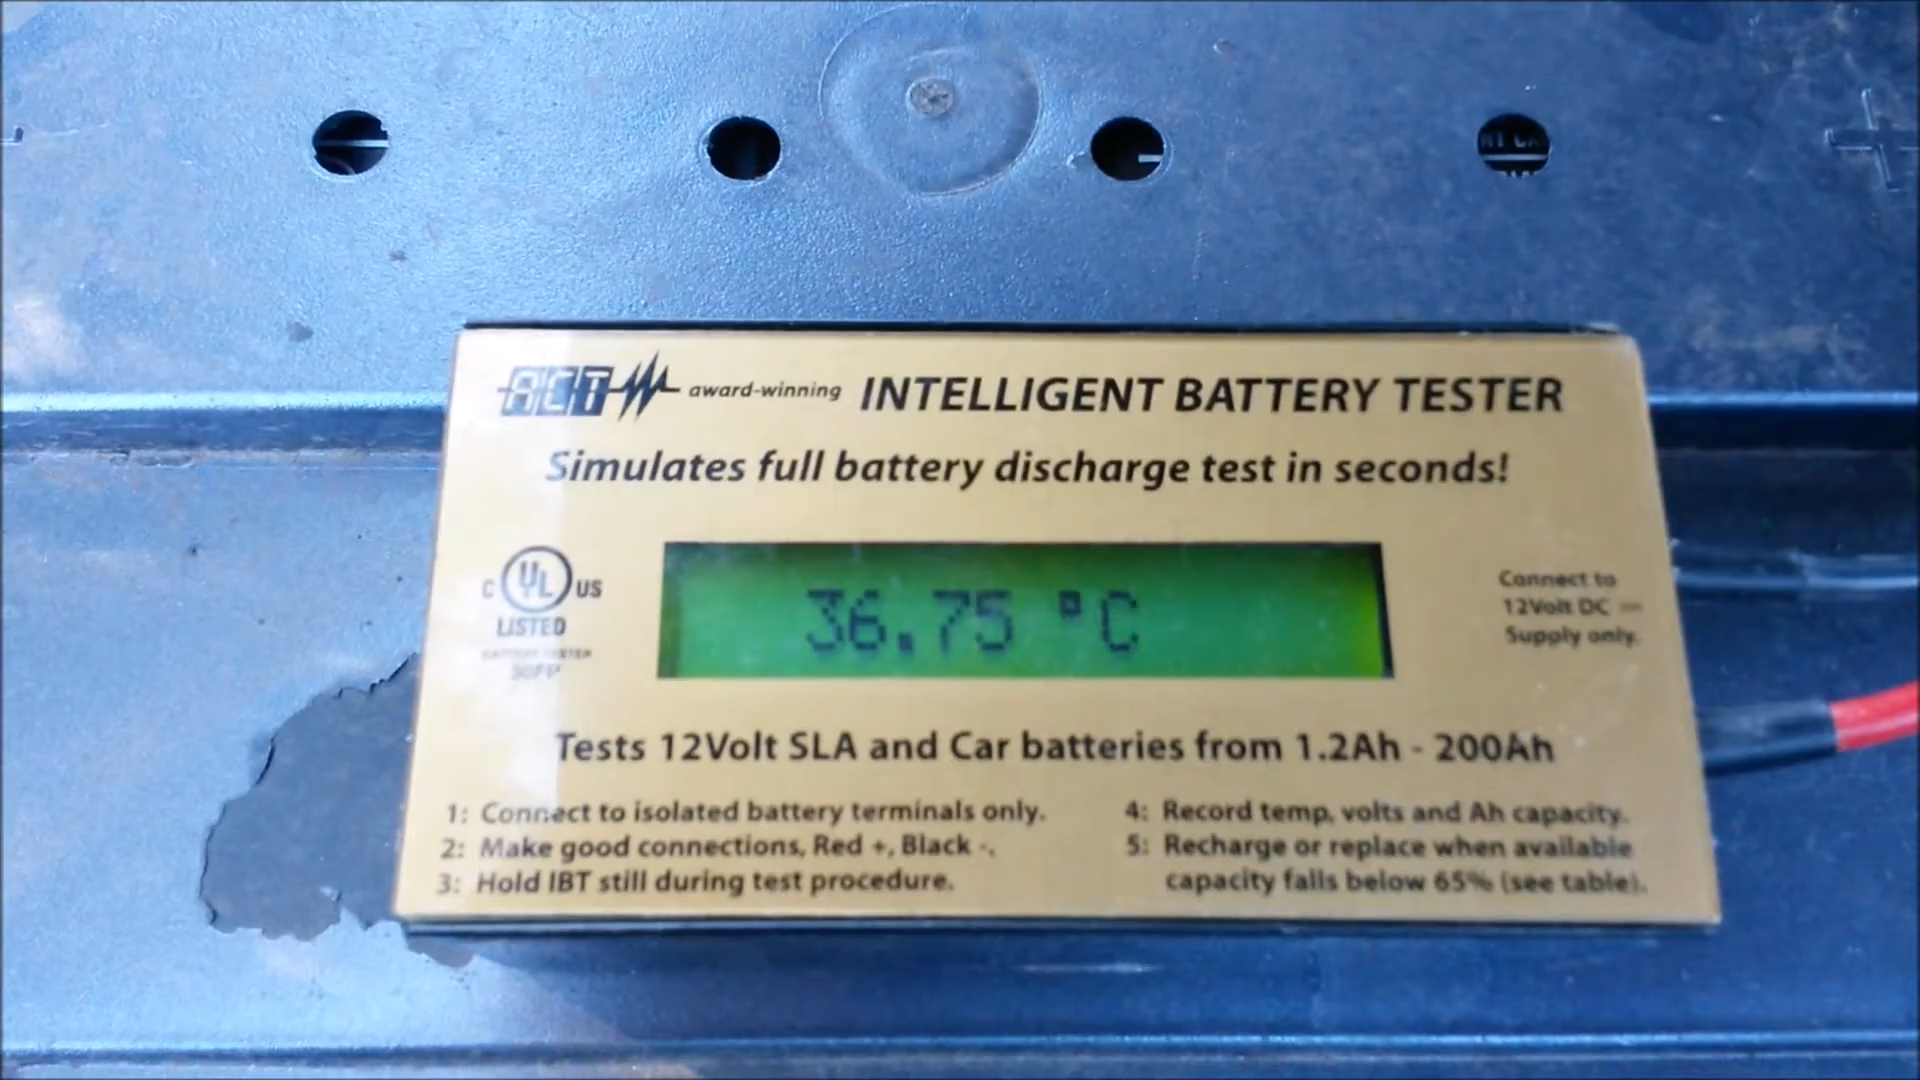 ACT award-winning INTELLIGENT BATTERY TESTER
Simulates full battery discharge test in seconds!
C UL US
LISTED
36.75 °C
Connect to
12Volt DC
Supply only.
Tests 12Volt SLA and Car batteries from 1.2Ah - 200Ah
1: Connect to isolated battery terminals only.
2: Make good connections, Red +, Black -.
3: Hold IBT still during test procedure.
4: Record temp, volts and Ah capacity.
5: Recharge or replace when available
capacity falls below 65% (see table).